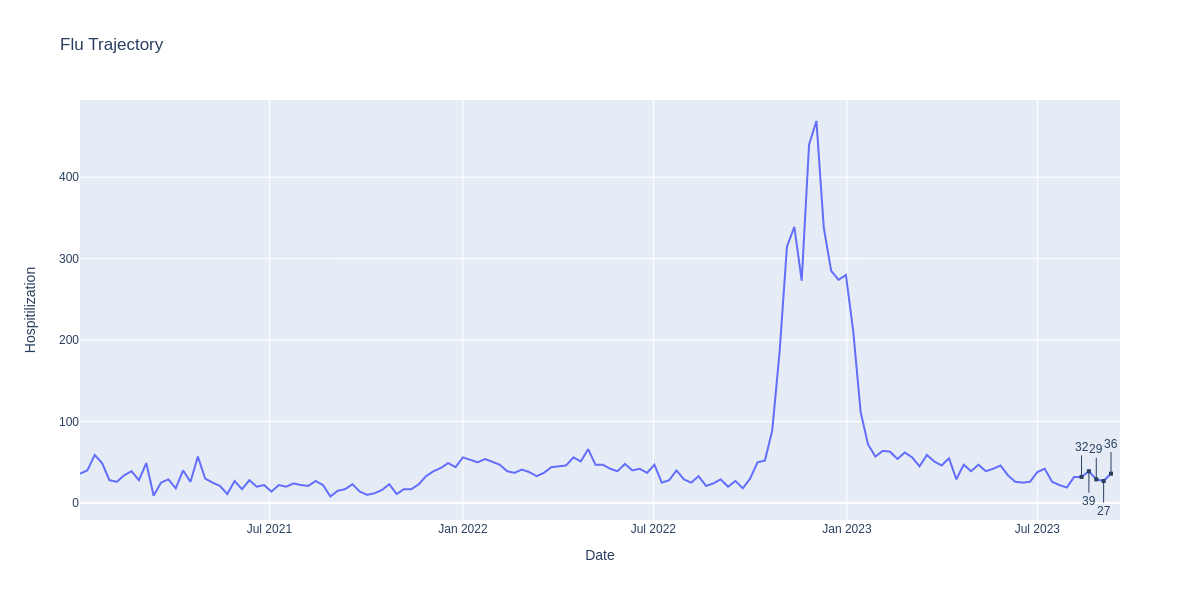 Flu Trajectory
Hospitilization
400
300
200
100
0
32
39
29
27
36
Jul 2021
Jan 2022
Jul 2022
Jan 2023
Jul 2023
Date